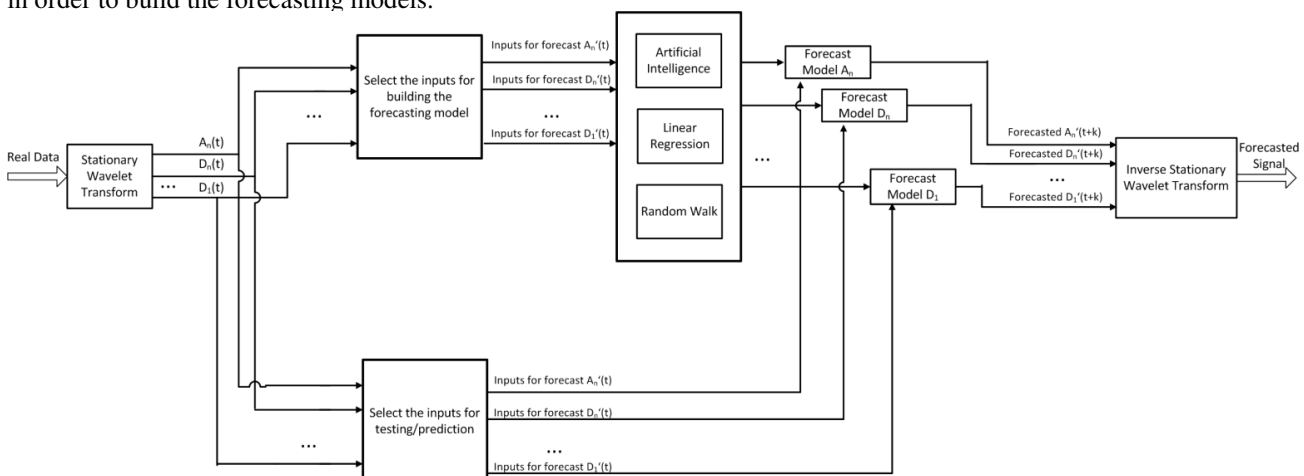 in order to build the forecasting models.
Real Data
Stationary
Wavelet
Transform
Aₙ(t)
Dₙ(t)
...
D₁(t)
...
Select the inputs for
building the
forecasting model
Inputs for forecast Aₙ'(t)
Inputs for forecast Dₙ'(t)
...
Inputs for forecast D₁'(t)
Artificial
Intelligence
Linear
Regression
Random Walk
...
Forecast
Model Aₙ
Forecast
Model Dₙ
Forecast
Model D₁
Forecasted Aₙ'(t+k)
Forecasted Dₙ'(t+k)
...
Forecasted D₁'(t+k)
Inverse Stationary
Wavelet Transform
Forecasted
Signal
...
Select the inputs for
testing/prediction
Inputs for forecast Aₙ'(t)
Inputs for forecast Dₙ'(t)
...
Inputs for forecast D₁'(t)